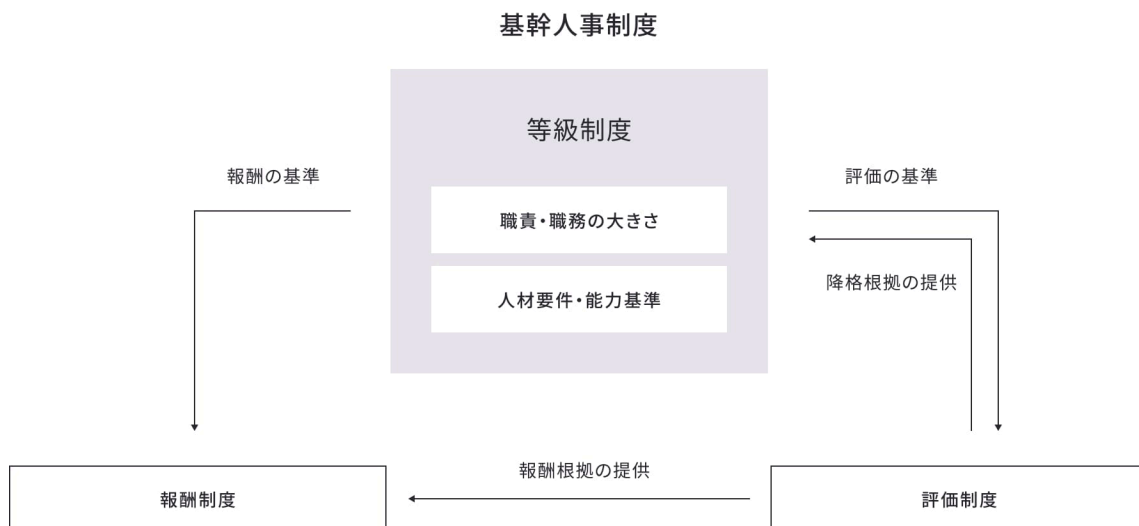 基幹人事制度
等級制度
報酬の基準
評価の基準
職責・職務の大きさ
降格根拠の提供
人材要件・能力基準
報酬根拠の提供
報酬制度
評価制度